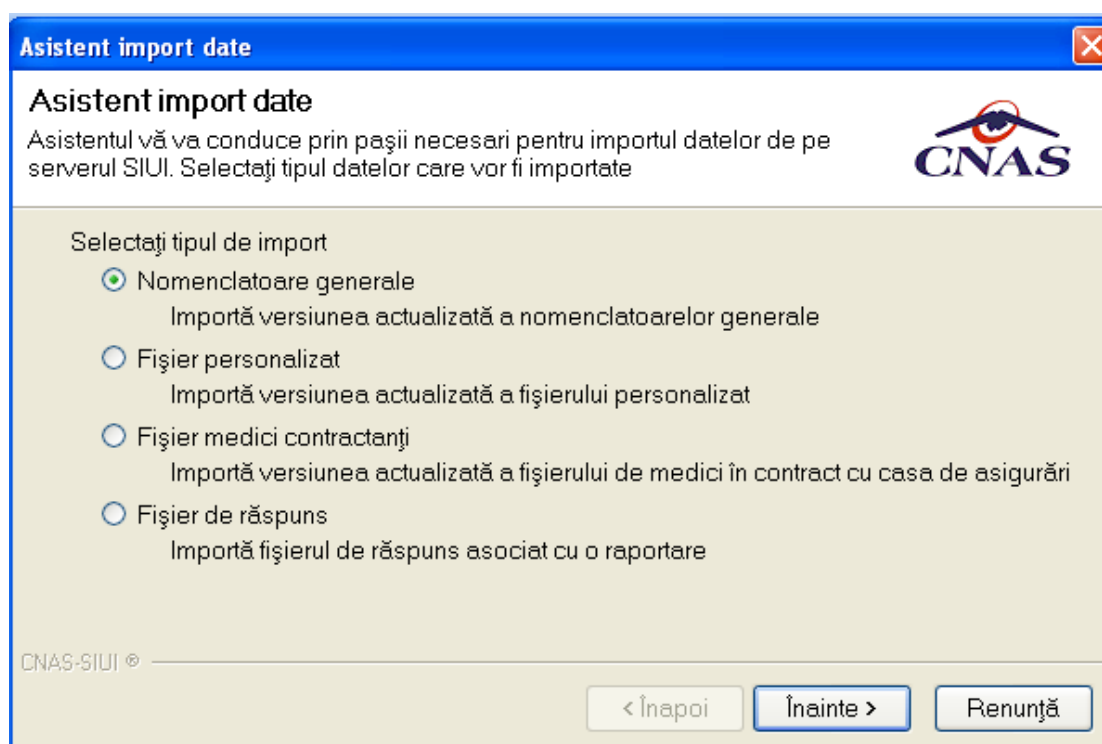 Asistent import date
Asistent import date
Asistentul vă va conduce prin paşii necesari pentru importul datelor de pe
serverul SIUI. Selectaţi tipul datelor care vor fi importate
CNAS
Selectaţi tipul de import
Nomenclatoare generale
Importă versiunea actualizată a nomenclatoarelor generale
Fişier personalizat
Importă versiunea actualizată a fişierului personalizat
Fişier medici contractanţi
Importă versiunea actualizată a fişierului de medici în contract cu casa de asigurări
Fişier de răspuns
Importă fişierul de răspuns asociat cu o raportare
CNAS-SIUI ®
< Înapoi Înainte > Renunţă